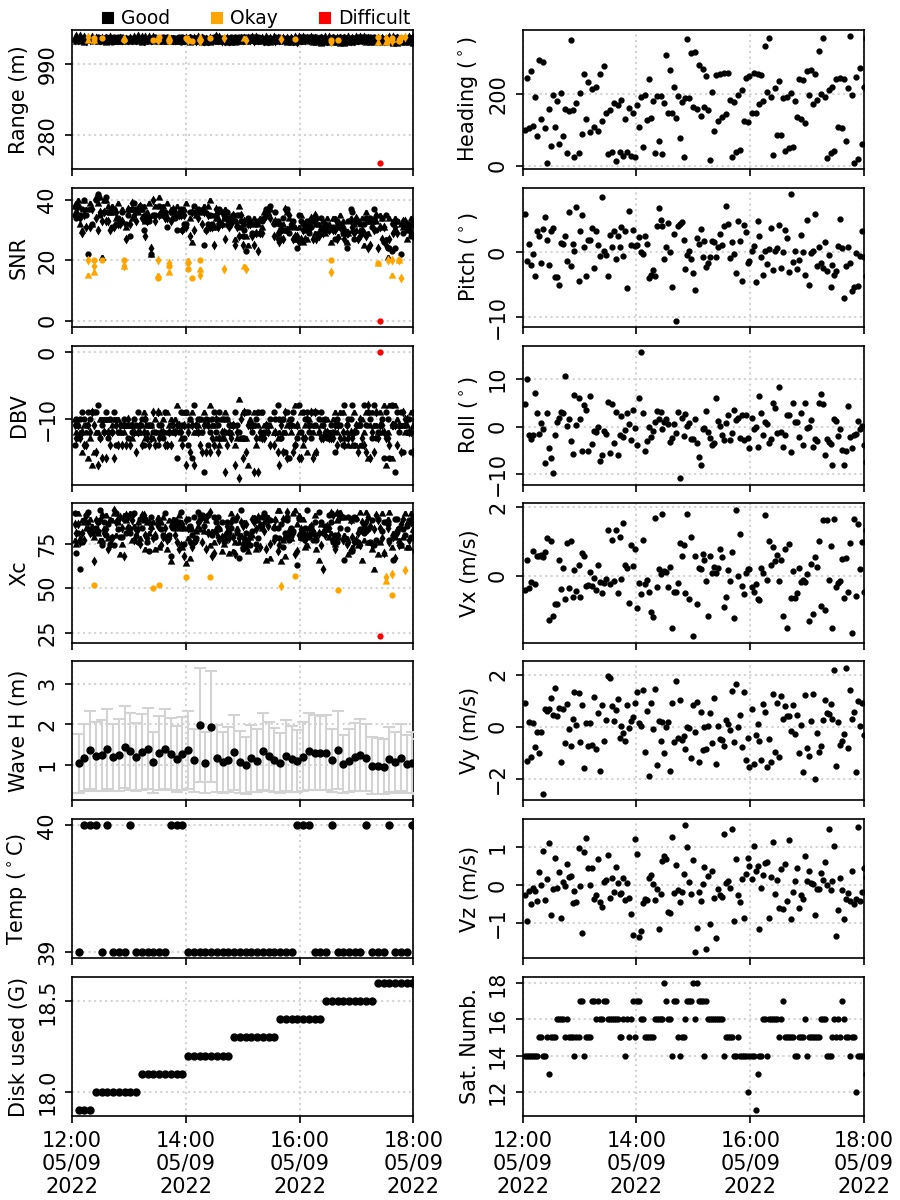 Good Okay Difficult
Range (m)
990
280
Heading (°)
200
0
SNR
40
20
0
Pitch (°)
0
−10
DBV
0
−10
Roll (°)
10
0
−10
Xc
75
50
25
Vx (m/s)
2
0
Wave H (m)
3
2
1
Vy (m/s)
2
0
−2
Temp (°C)
40
39
Vz (m/s)
1
0
−1
Disk used (G)
18.5
18.0
Sat. Numb.
18
16
14
12
12:00 14:00 16:00 18:00 12:00 14:00 16:00 18:00
05/09 05/09 05/09 05/09 05/09 05/09 05/09 05/09
2022 2022 2022 2022 2022 2022 2022 2022